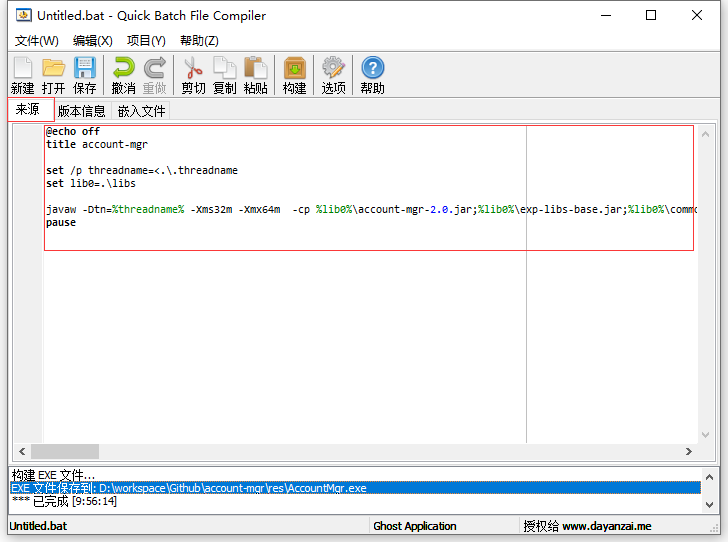 Untitled.bat - Quick Batch File Compiler
文件(W) 编辑(X) 项目(Y) 帮助(Z)
新建 打开 保存 撤消 重做 剪切 复制 粘贴 构建 选项 帮助
来源 版本信息 嵌入文件
@echo off
title account-mgr
set /p threadname=<.\.threadname
set lib0=.\libs
javaw -Dtn=%threadname% -Xms32m -Xmx64m  -cp %lib0%\account-mgr-2.0.jar;%lib0%\exp-libs-base.jar;%lib0%\commo
pause
构建 EXE 文件...
EXE 文件保存到: D:\workspace\Github\account-mgr\res\AccountMgr.exe
*** 已完成 [9:56:14]
Untitled.bat Ghost Application 授权给 www.dayanzai.me